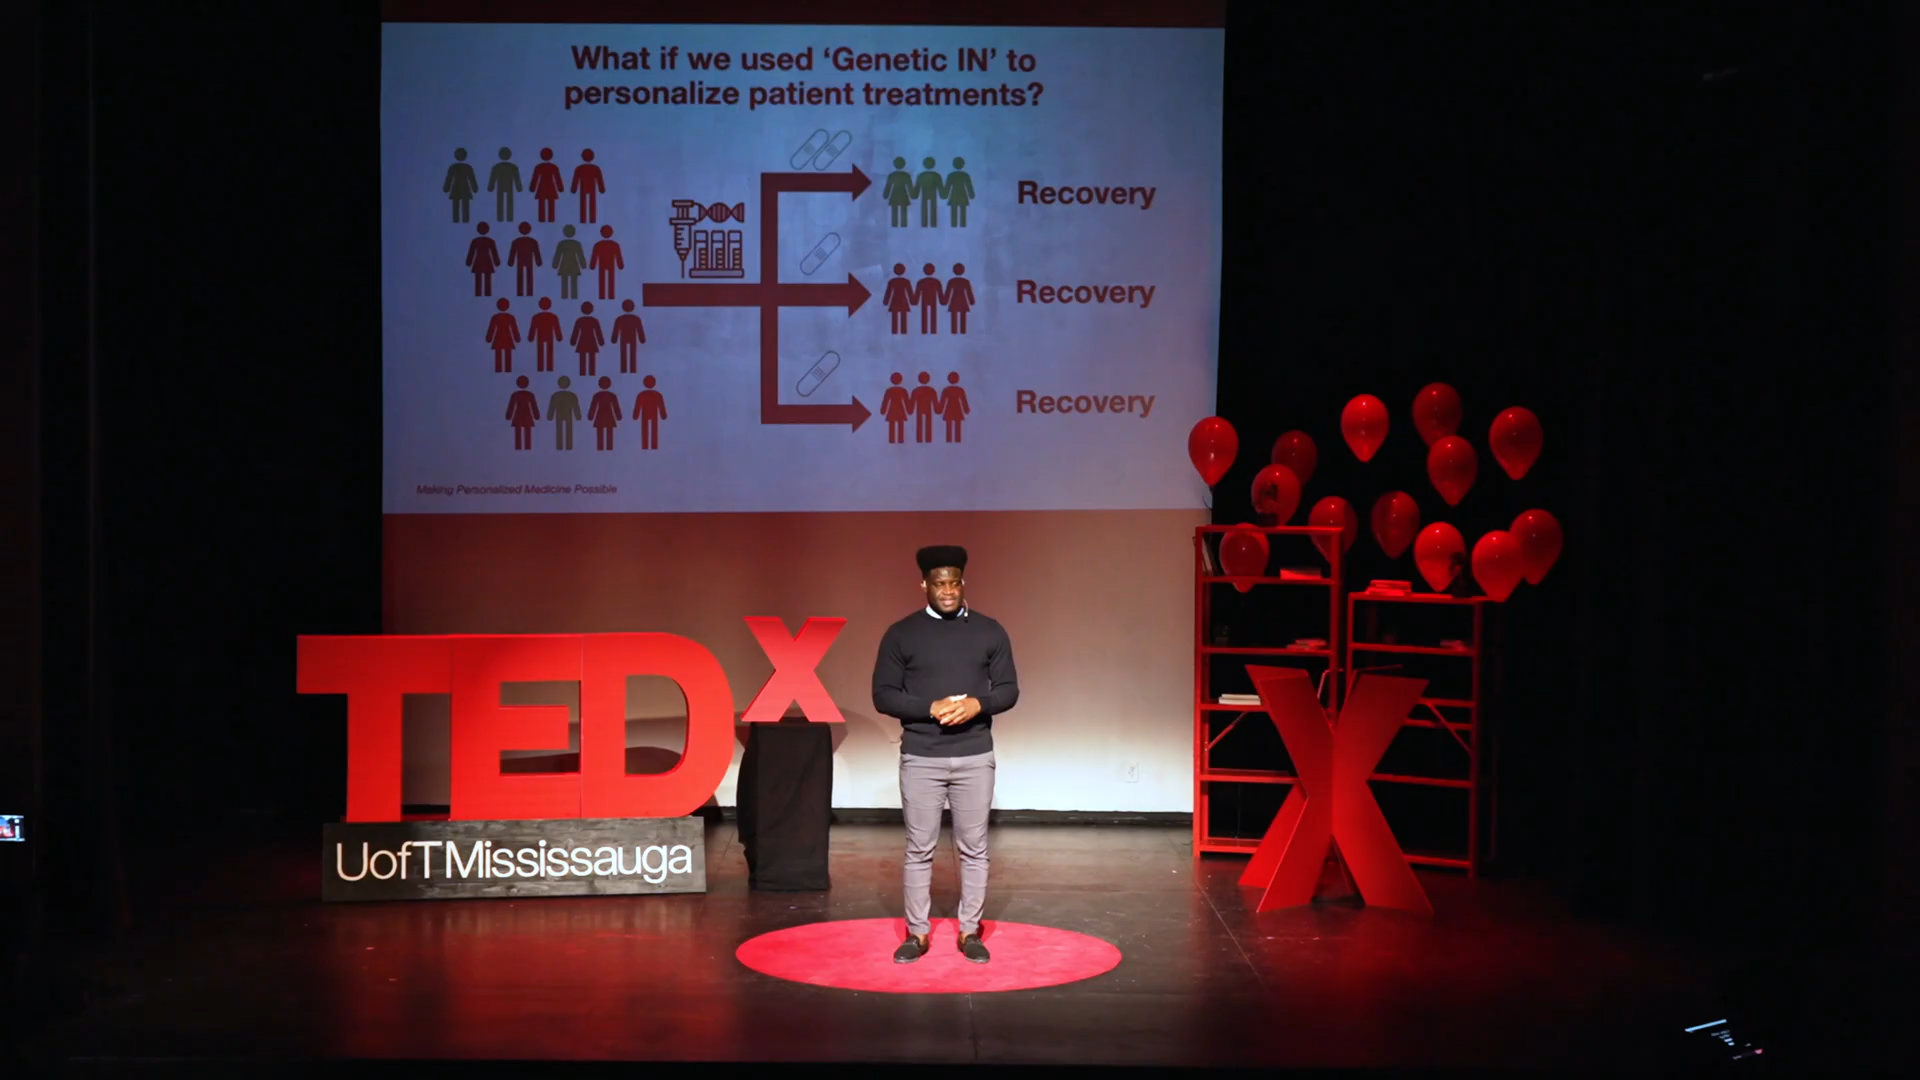 What if we used ‘Genetic IN’ to
personalize patient treatments?
Recovery
Recovery
Recovery
Making Personalized Medicine Possible
TEDx
UofTMississauga
X